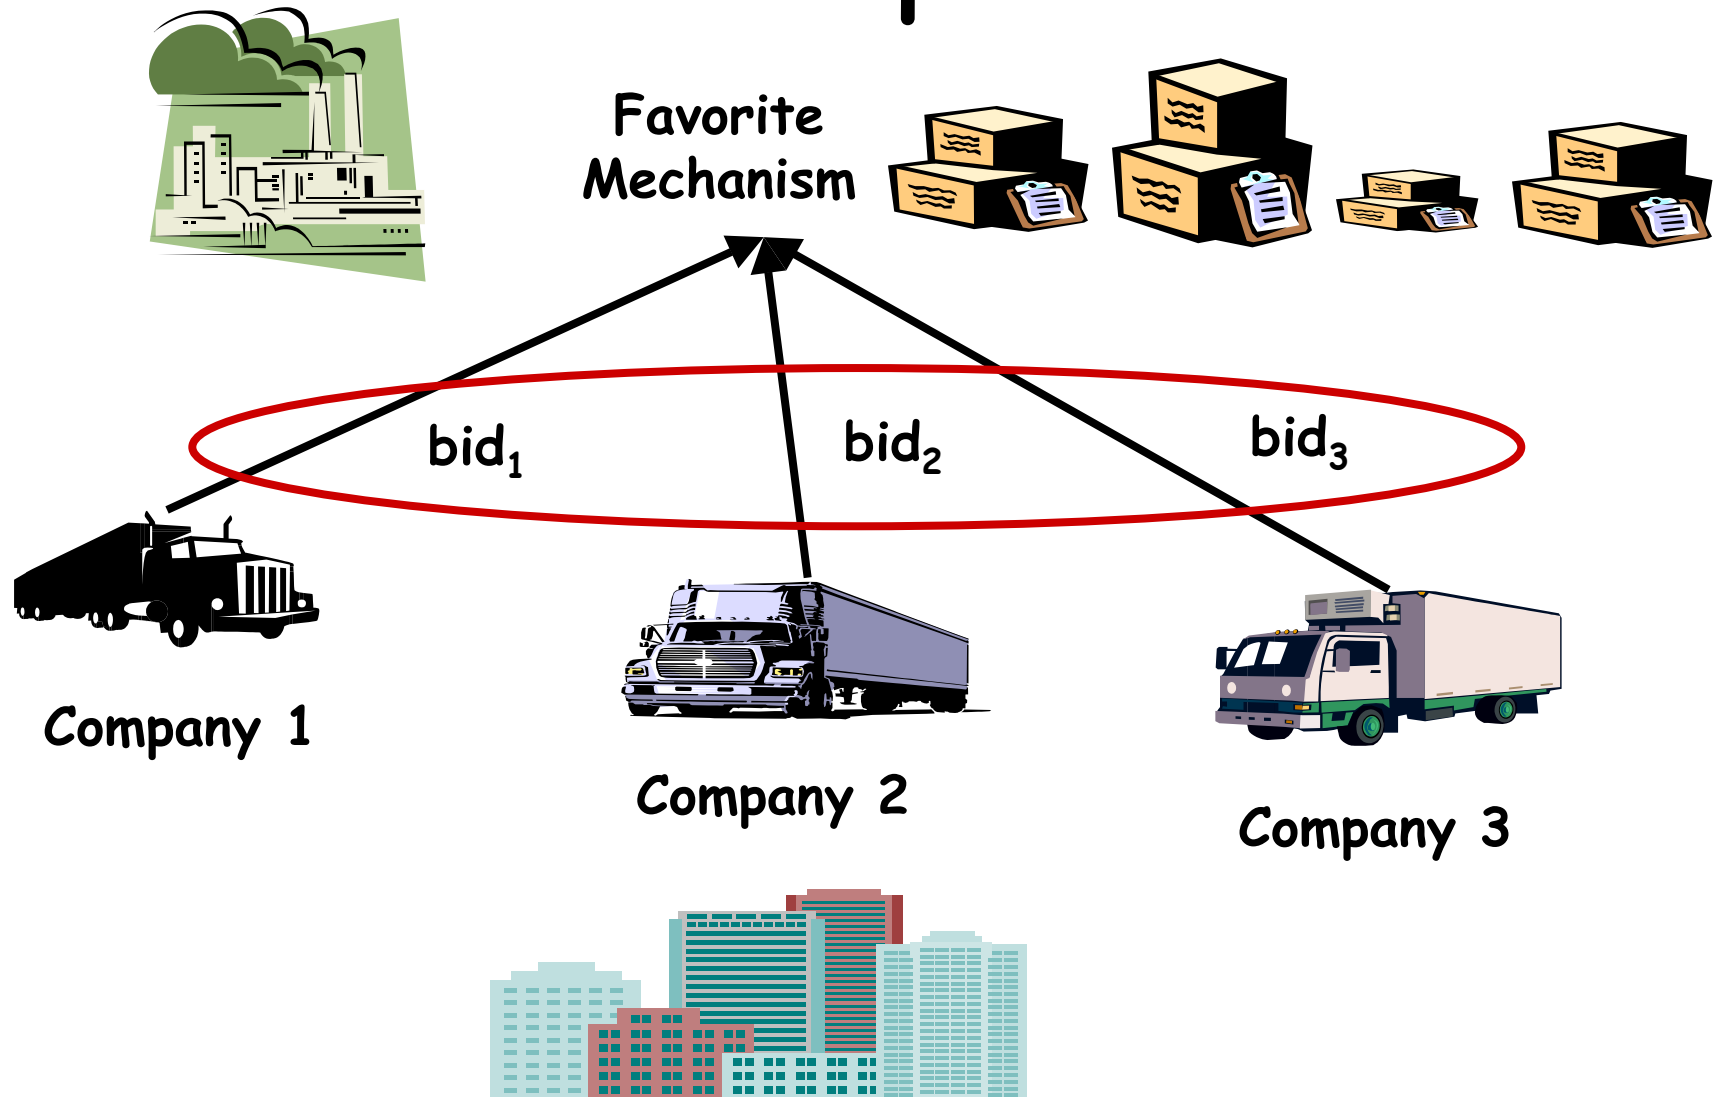 Favorite
Mechanism
bid₁
bid₂
bid₃
Company 1
Company 2
Company 3